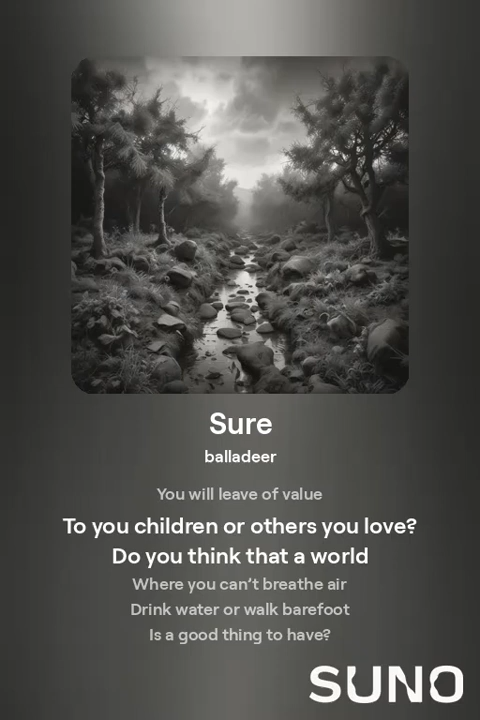 Sure
balladeer
You will leave of value
To you children or others you love?
Do you think that a world
Where you can't breathe air
Drink water or walk barefoot
Is a good thing to have?
SUNO